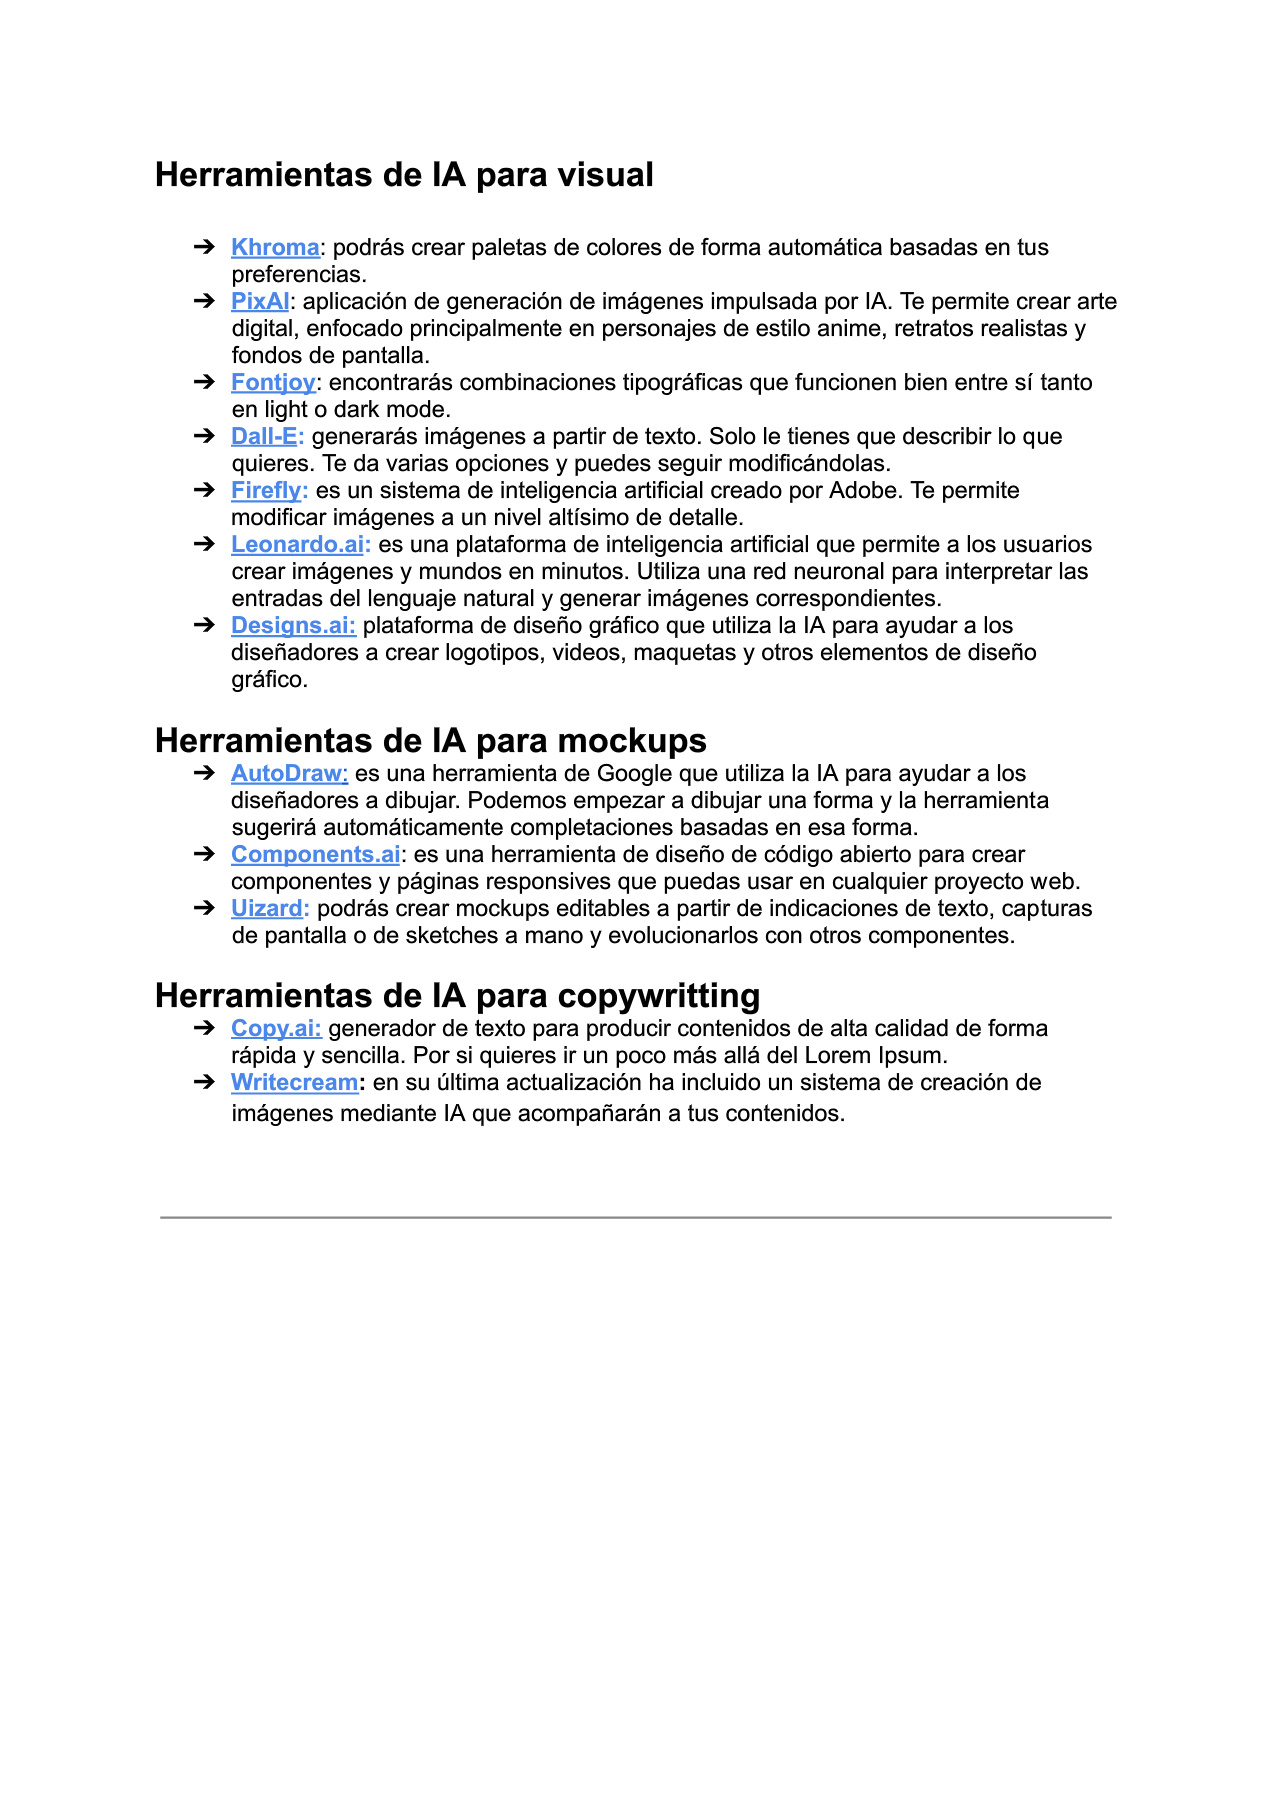 Herramientas de IA para visual
➔ Khroma: podrás crear paletas de colores de forma automática basadas en tus
preferencias.
➔ PixAI: aplicación de generación de imágenes impulsada por IA. Te permite crear arte
digital, enfocado principalmente en personajes de estilo anime, retratos realistas y
fondos de pantalla.
➔ Fontjoy: encontrarás combinaciones tipográficas que funcionen bien entre sí tanto
en light o dark mode.
➔ Dall-E: generarás imágenes a partir de texto. Solo le tienes que describir lo que
quieres. Te da varias opciones y puedes seguir modificándolas.
➔ Firefly: es un sistema de inteligencia artificial creado por Adobe. Te permite
modificar imágenes a un nivel altísimo de detalle.
➔ Leonardo.ai: es una plataforma de inteligencia artificial que permite a los usuarios
crear imágenes y mundos en minutos. Utiliza una red neuronal para interpretar las
entradas del lenguaje natural y generar imágenes correspondientes.
➔ Designs.ai: plataforma de diseño gráfico que utiliza la IA para ayudar a los
diseñadores a crear logotipos, videos, maquetas y otros elementos de diseño
gráfico.
Herramientas de IA para mockups
➔ AutoDraw: es una herramienta de Google que utiliza la IA para ayudar a los
diseñadores a dibujar. Podemos empezar a dibujar una forma y la herramienta
sugerirá automáticamente completaciones basadas en esa forma.
➔ Components.ai: es una herramienta de diseño de código abierto para crear
componentes y páginas responsives que puedas usar en cualquier proyecto web.
➔ Uizard: podrás crear mockups editables a partir de indicaciones de texto, capturas
de pantalla o de sketches a mano y evolucionarlos con otros componentes.
Herramientas de IA para copywritting
➔ Copy.ai: generador de texto para producir contenidos de alta calidad de forma
rápida y sencilla. Por si quieres ir un poco más allá del Lorem Ipsum.
➔ Writecream: en su última actualización ha incluido un sistema de creación de
imágenes mediante IA que acompañarán a tus contenidos.